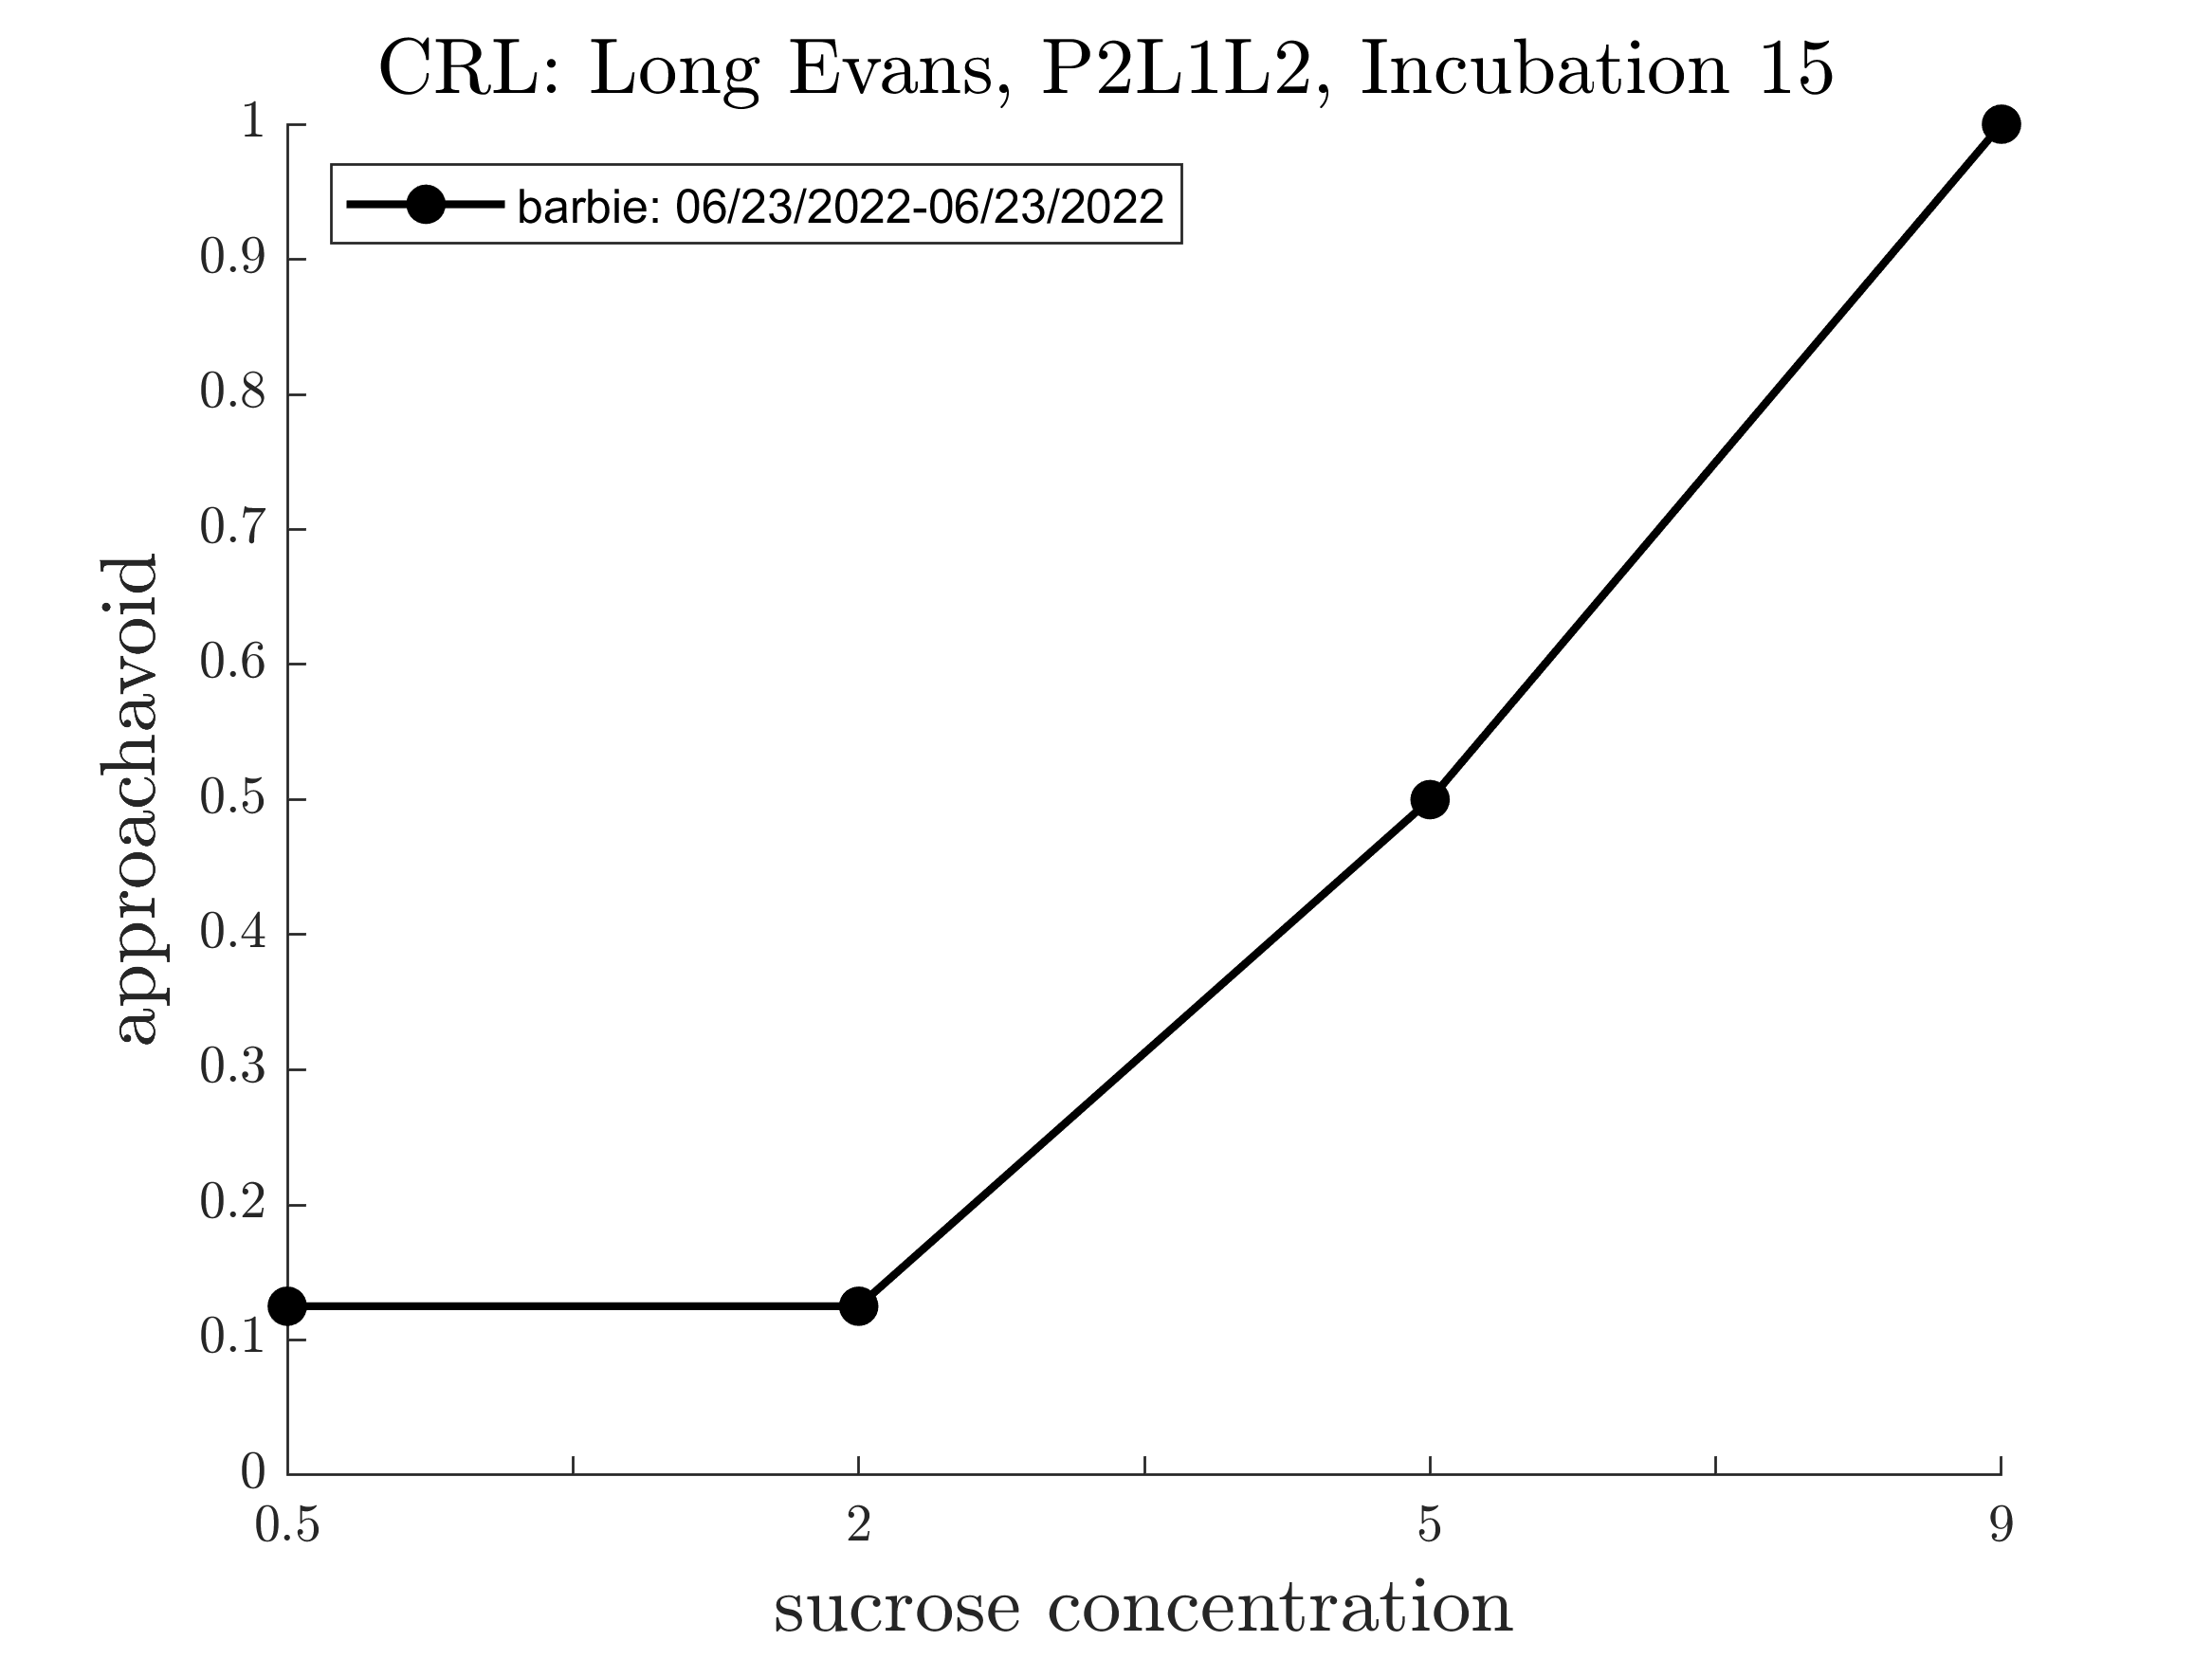 CRL: Long Evans, P2L1L2, Incubation 15
barbie: 06/23/2022-06/23/2022
approachavoid
1
0.9
0.8
0.7
0.6
0.5
0.4
0.3
0.2
0.1
0
0.5 2 5 9
sucrose concentration